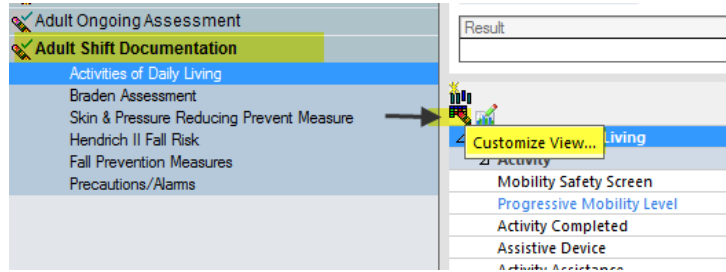 Adult Ongoing Assessment
Adult Shift Documentation
Activities of Daily Living
Braden Assessment
Skin & Pressure Reducing Prevent Measure
Hendrich II Fall Risk
Fall Prevention Measures
Precautions/Alarms
Result
Customize View...
Living
Activity
Mobility Safety Screen
Progressive Mobility Level
Activity Completed
Assistive Device
Activity Assistance